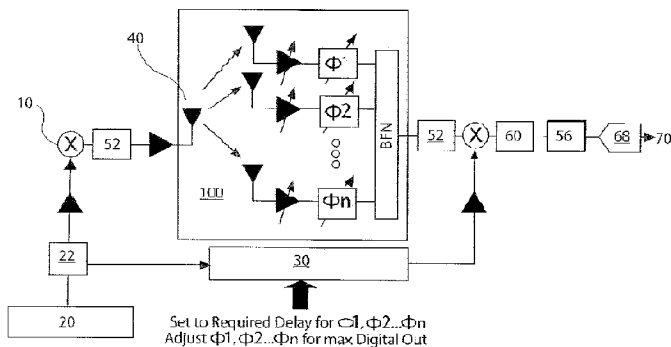 40
10
X
52
100
Φ
Φ2
Φn
BFN
52
X
60
56
68
70
22
30
20
Set to Required Delay for Φ1, Φ2...Φn
Adjust Φ1, Φ2...Φn for max Digital Out